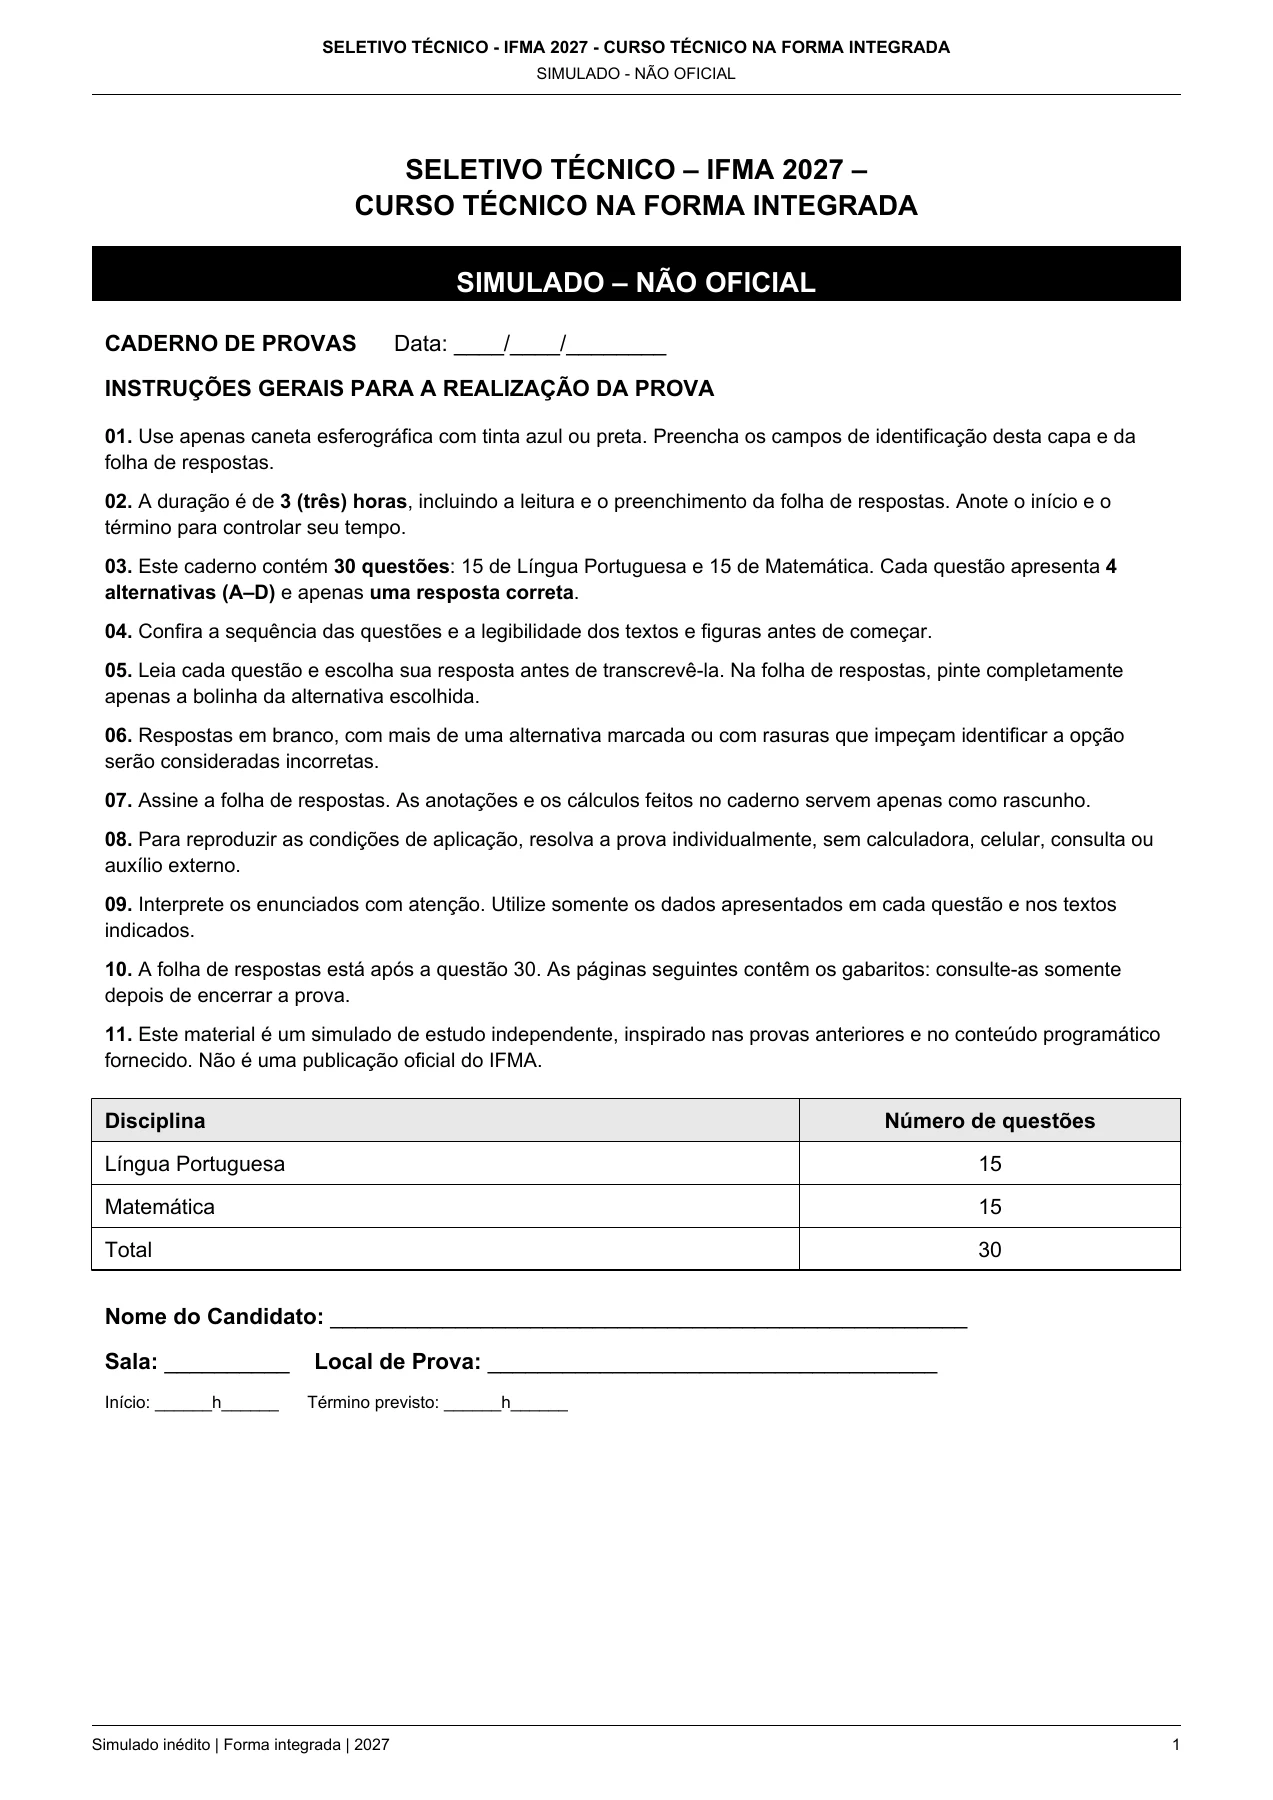 SELETIVO TÉCNICO - IFMA 2027 - CURSO TÉCNICO NA FORMA INTEGRADA
SIMULADO - NÃO OFICIAL
SELETIVO TÉCNICO – IFMA 2027 –
CURSO TÉCNICO NA FORMA INTEGRADA
SIMULADO – NÃO OFICIAL
CADERNO DE PROVAS Data: ____/____/________
INSTRUÇÕES GERAIS PARA A REALIZAÇÃO DA PROVA
01. Use apenas caneta esferográfica com tinta azul ou preta. Preencha os campos de identificação desta capa e da
folha de respostas.
02. A duração é de 3 (três) horas, incluindo a leitura e o preenchimento da folha de respostas. Anote o início e o
término para controlar seu tempo.
03. Este caderno contém 30 questões: 15 de Língua Portuguesa e 15 de Matemática. Cada questão apresenta 4
alternativas (A–D) e apenas uma resposta correta.
04. Confira a sequência das questões e a legibilidade dos textos e figuras antes de começar.
05. Leia cada questão e escolha sua resposta antes de transcrevê-la. Na folha de respostas, pinte completamente
apenas a bolinha da alternativa escolhida.
06. Respostas em branco, com mais de uma alternativa marcada ou com rasuras que impeçam identificar a opção
serão consideradas incorretas.
07. Assine a folha de respostas. As anotações e os cálculos feitos no caderno servem apenas como rascunho.
08. Para reproduzir as condições de aplicação, resolva a prova individualmente, sem calculadora, celular, consulta ou
auxílio externo.
09. Interprete os enunciados com atenção. Utilize somente os dados apresentados em cada questão e nos textos
indicados.
10. A folha de respostas está após a questão 30. As páginas seguintes contêm os gabaritos: consulte-as somente
depois de encerrar a prova.
11. Este material é um simulado de estudo independente, inspirado nas provas anteriores e no conteúdo programático
fornecido. Não é uma publicação oficial do IFMA.
Disciplina Número de questões
Língua Portuguesa 15
Matemática 15
Total 30
Nome do Candidato: ___________________________________________________
Sala: __________ Local de Prova: ____________________________________
Início: ______h______ Término previsto: ______h______
Simulado inédito | Forma integrada | 2027 1